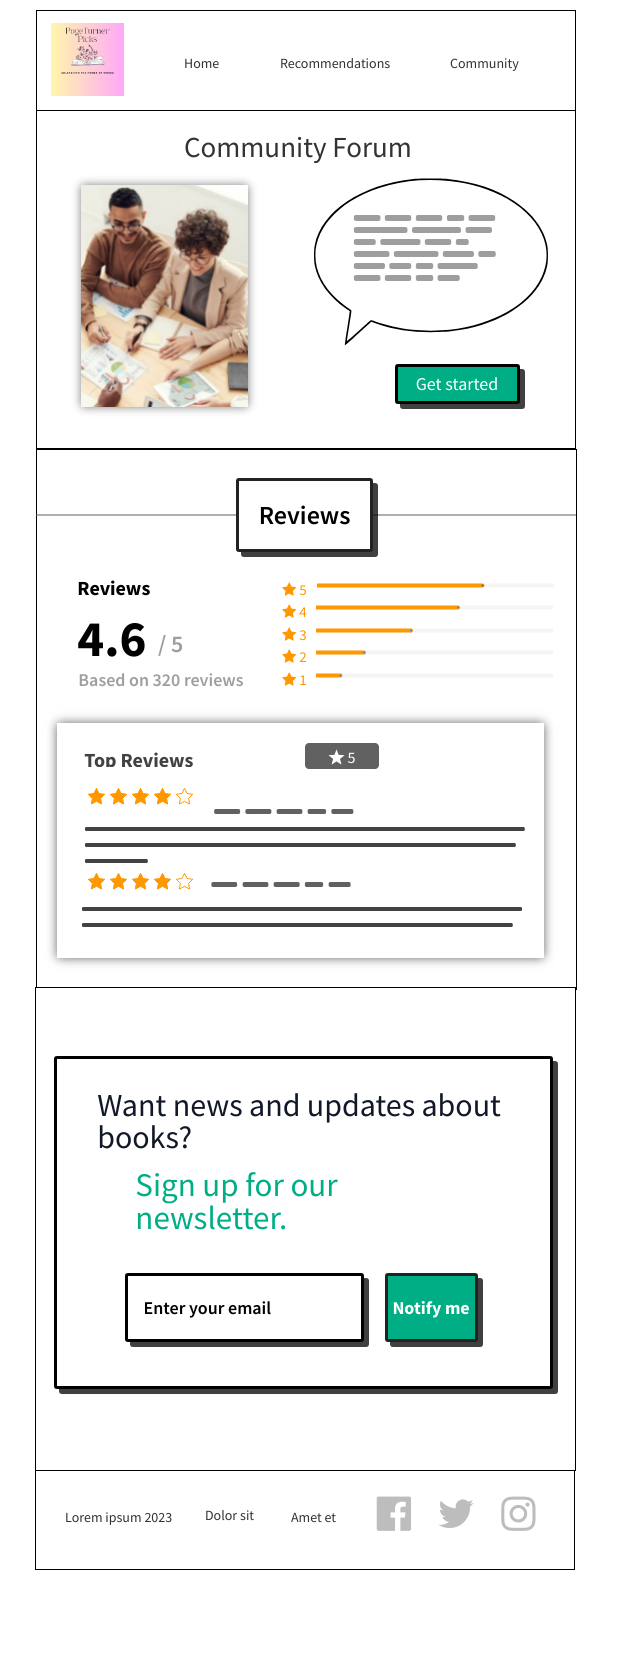 PageTurner
Picks
Home
Recommendations
Community
Community Forum
Get started
Reviews
Reviews
4.6 / 5
Based on 320 reviews
5
4
3
2
1
Top Reviews
5
Want news and updates about
books?
Sign up for our
newsletter.
Enter your email
Notify me
Lorem ipsum 2023
Dolor sit
Amet et